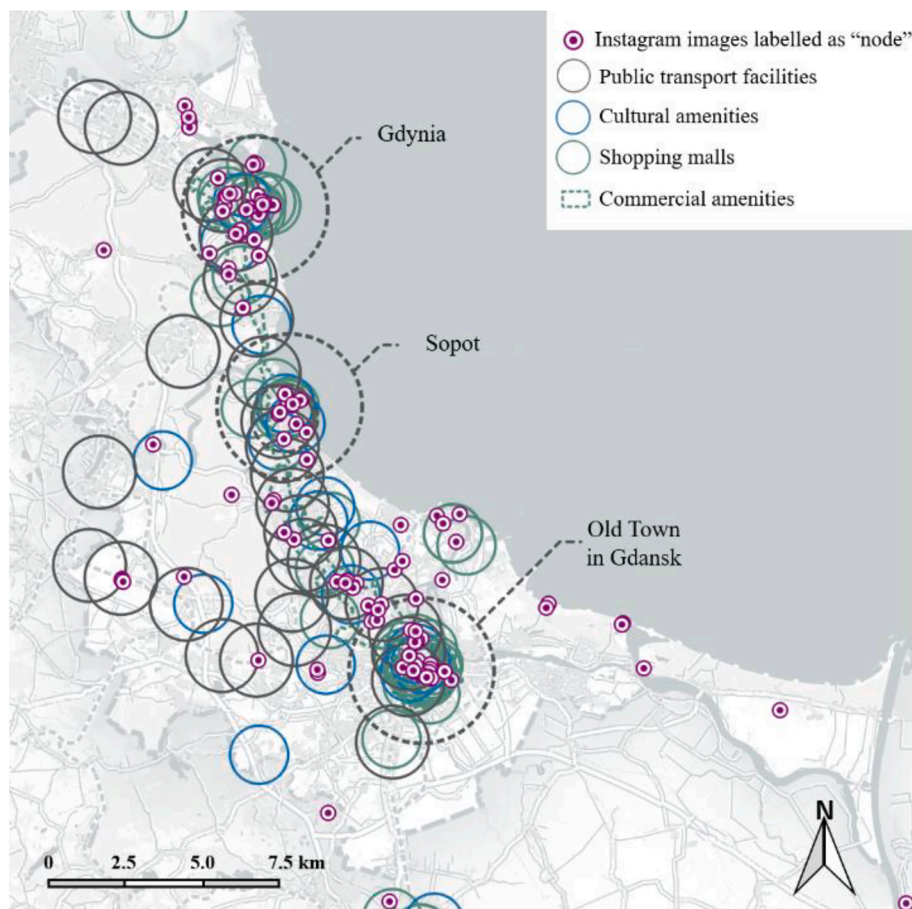 Instagram images labelled as “node”
Public transport facilities
Cultural amenities
Shopping malls
Commercial amenities
Gdynia
Sopot
Old Town
in Gdansk
N
0 2.5 5.0 7.5 km